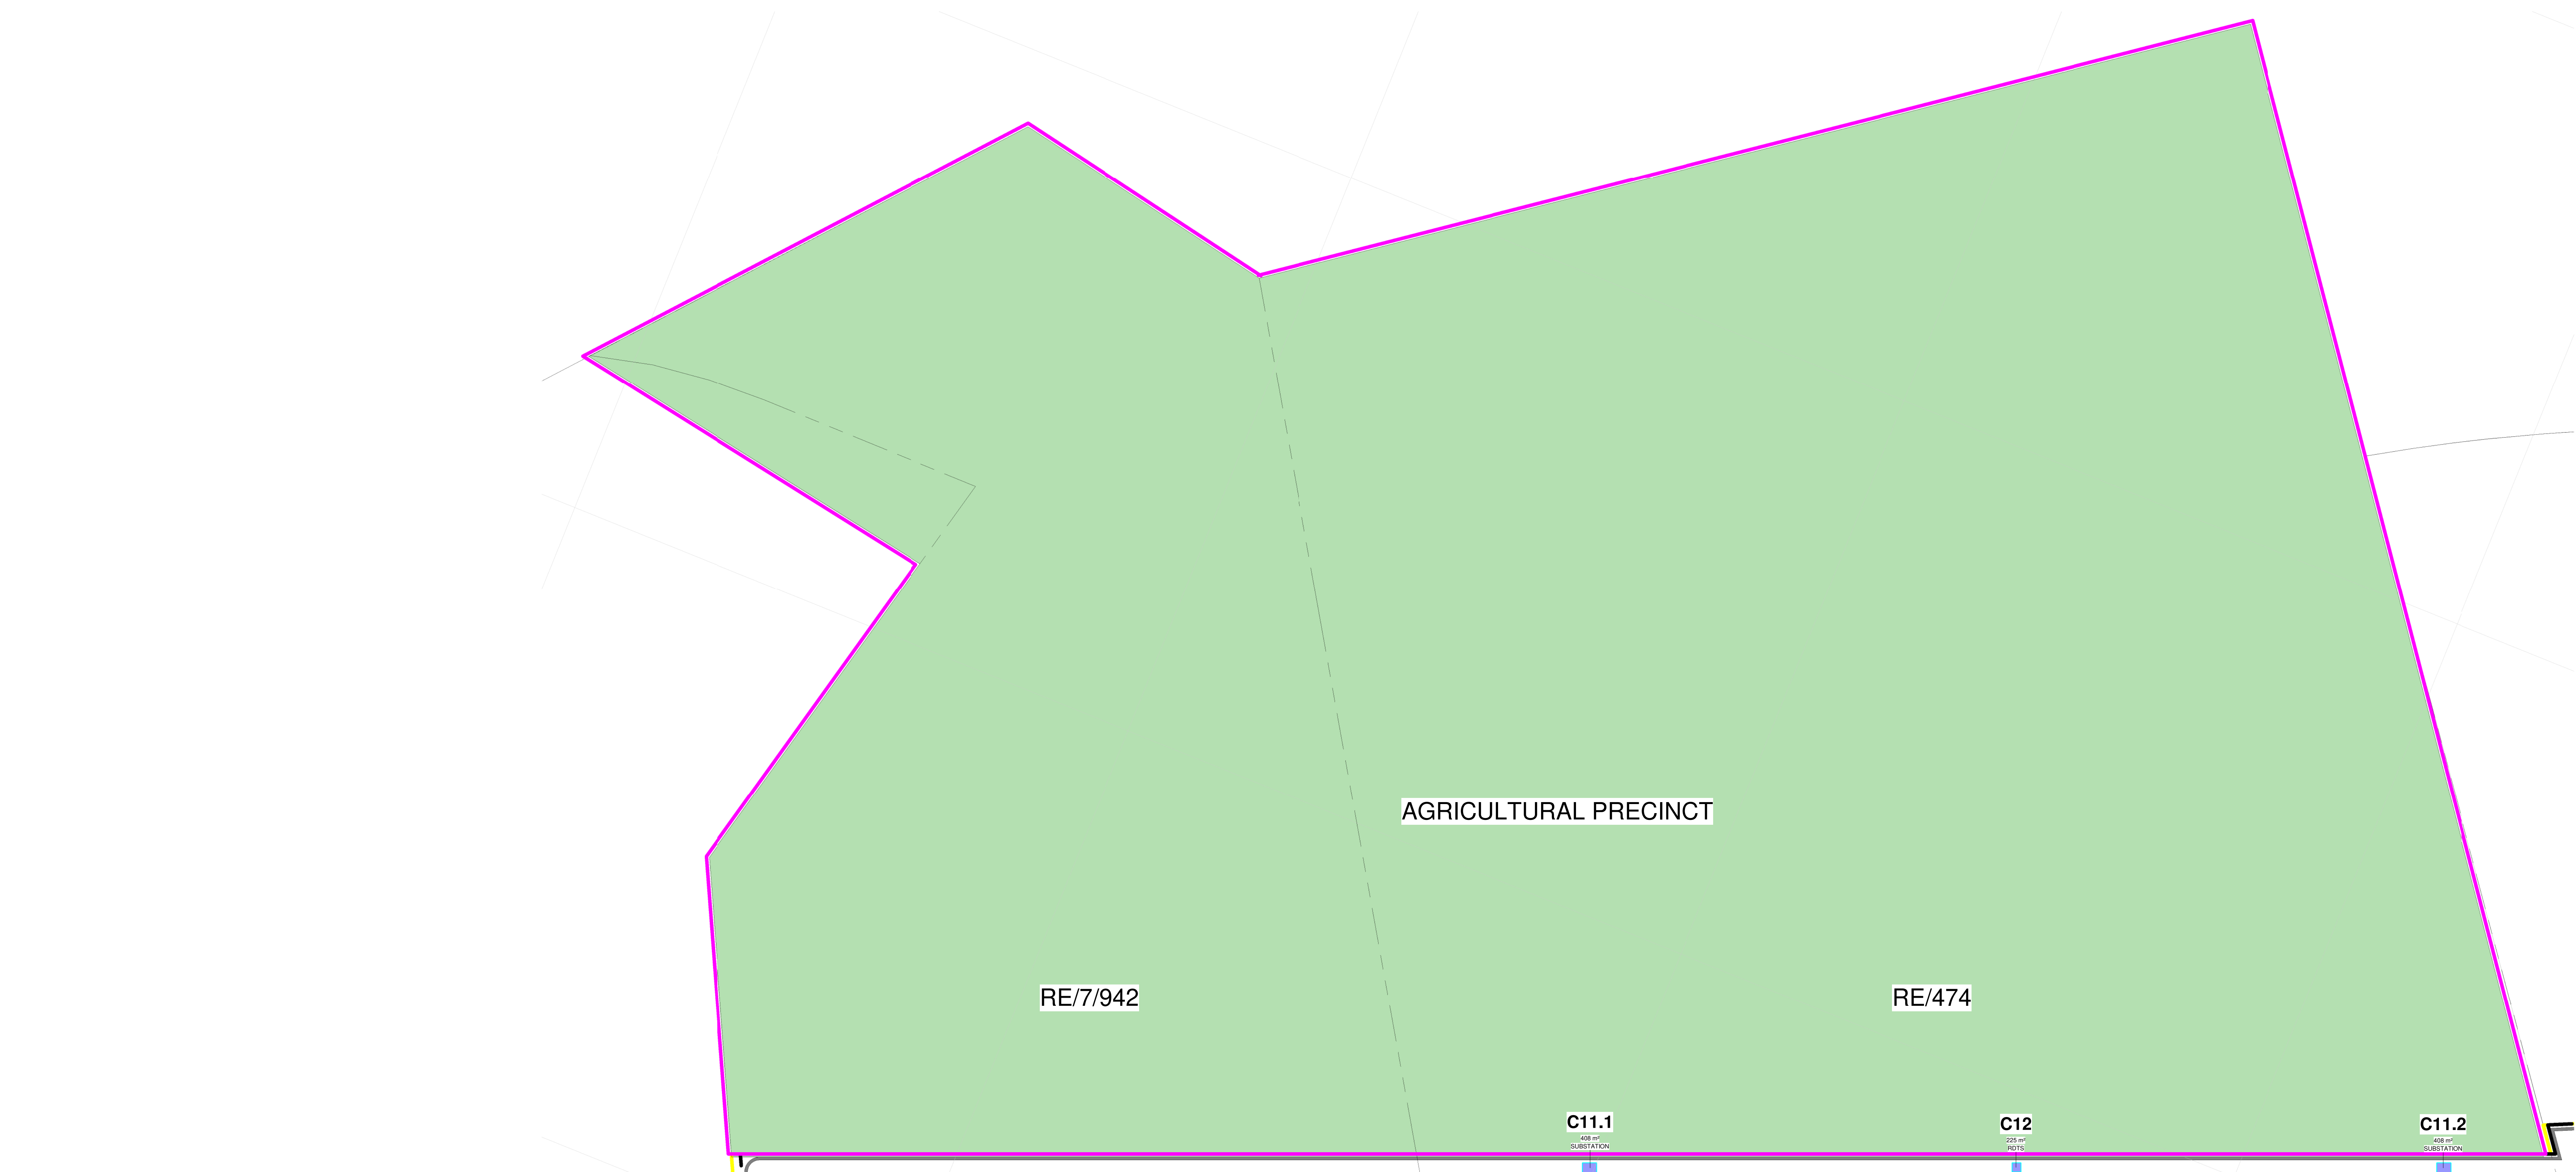 AGRICULTURAL PRECINCT
RE/7/942
RE/474
C11.1
408 m²
SUBSTATION
C12
225 m²
RDTS
C11.2
408 m²
SUBSTATION